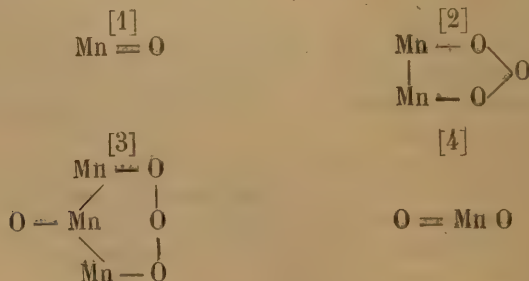 [1]
Mn = O
[2]
Mn — O
O
Mn — O
[3]
Mn — O
O — Mn O
Mn — O
[4]
O = Mn O